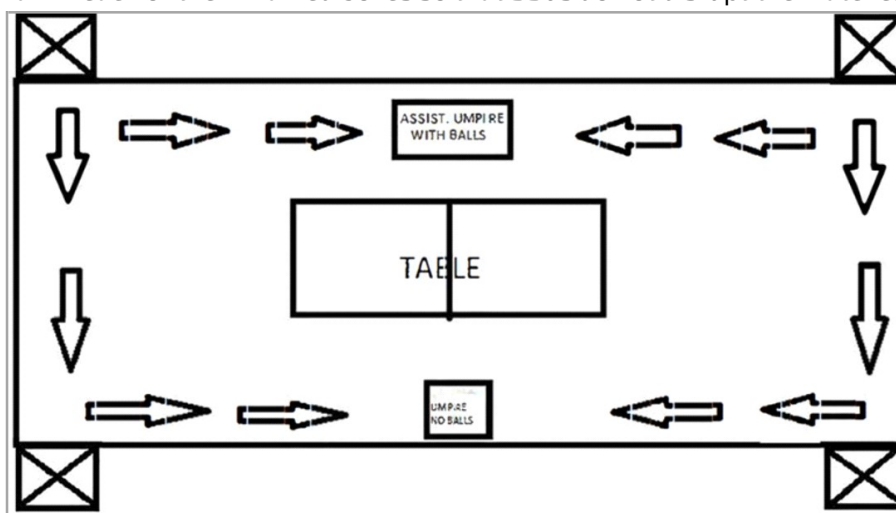 ASSIST. UMPIRE
WITH BALLS
TABLE
UMPIRE
NO BALLS